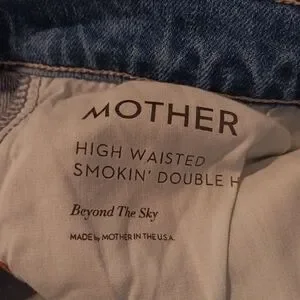 MOTHER
HIGH WAISTED
SMOKIN' DOUBLE H
Beyond The Sky
MADE by MOTHER IN THE U.S.A.